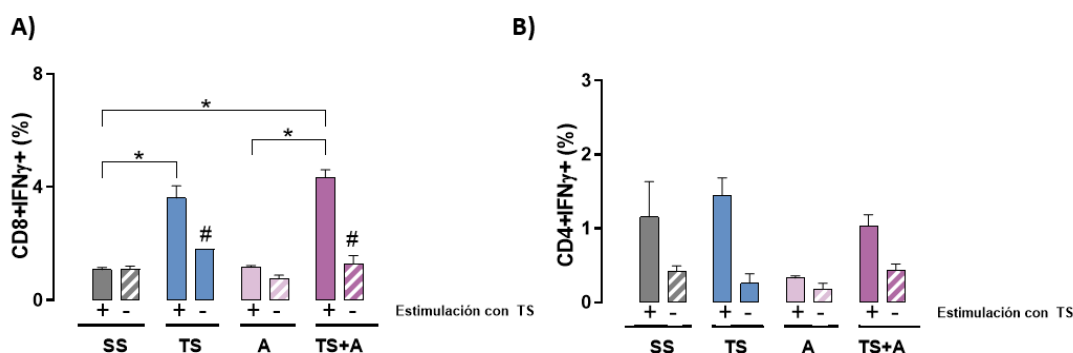 A)
CD8+IFNγ+ (%)
8
4
0
*
*
*
#
#
+ - + - + - + - Estimulación con TS
SS TS A TS+A
B)
CD4+IFNγ+ (%)
3
2
1
0
+ - + - + - + - Estimulación con TS
SS TS A TS+A